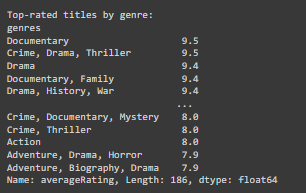 Top-rated titles by genre:
genres
Documentary 9.5
Crime, Drama, Thriller 9.5
Drama 9.4
Documentary, Family 9.4
Drama, History, War 9.4
...
Crime, Documentary, Mystery 8.0
Crime, Thriller 8.0
Action 8.0
Adventure, Drama, Horror 7.9
Adventure, Biography, Drama 7.9
Name: averageRating, Length: 186, dtype: float64